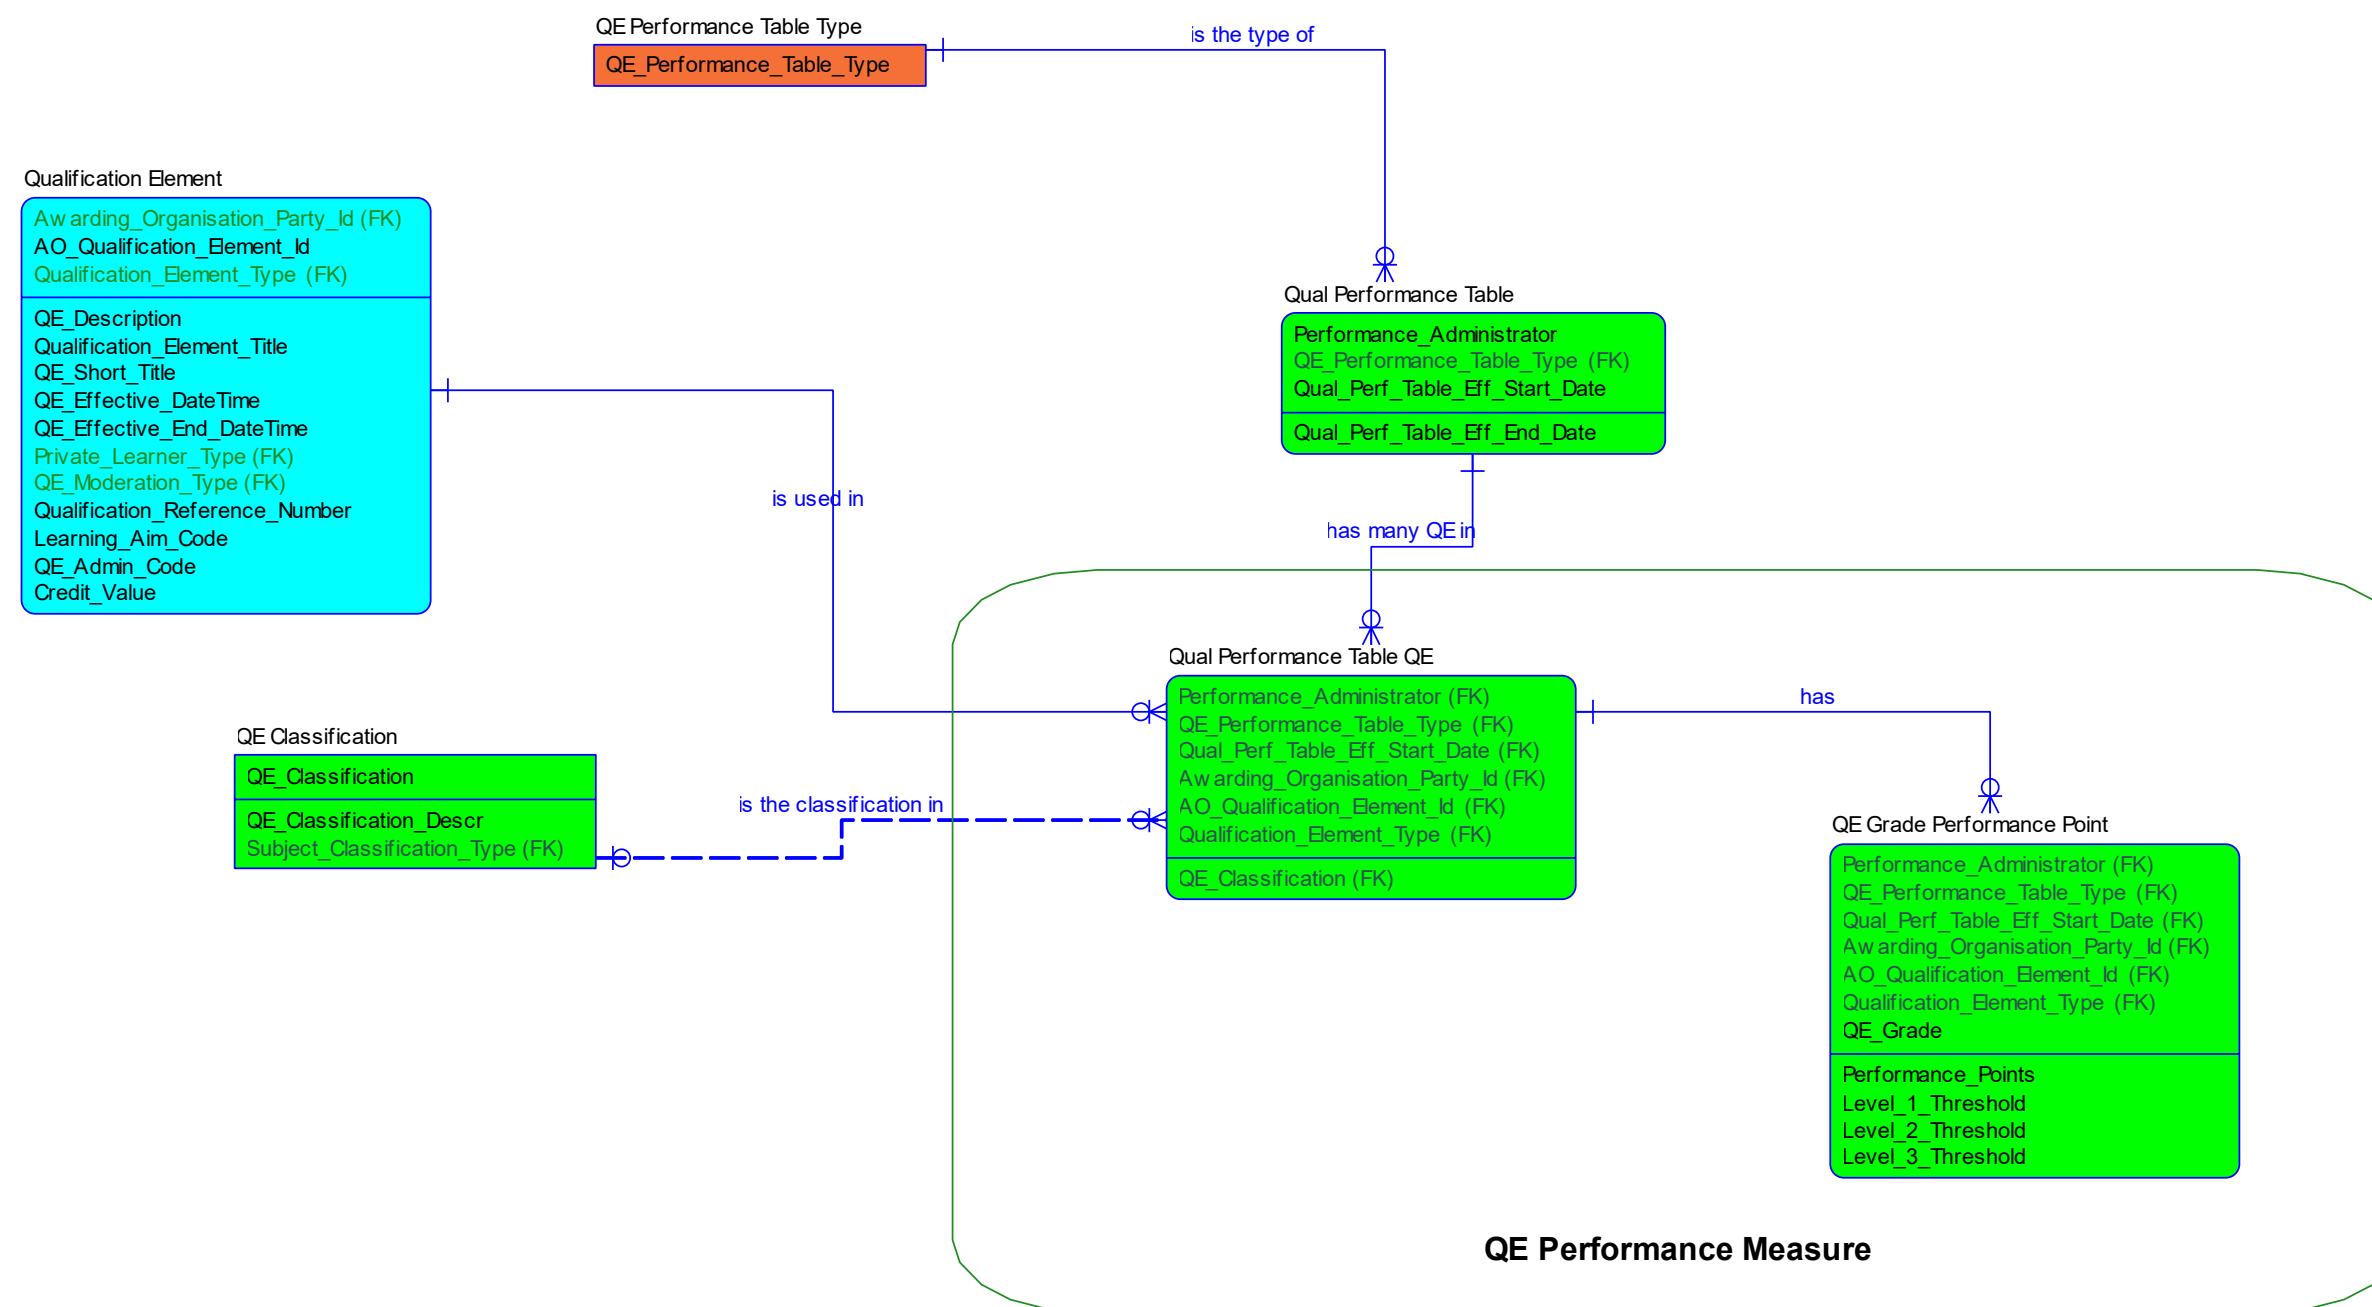 QE Performance Table Type
QE_Performance_Table_Type
is the type of
Qualification Element
Awarding_Organisation_Party_Id (FK)
AO_Qualification_Element_Id
Qualification_Element_Type (FK)
QE_Description
Qualification_Element_Title
QE_Short_Title
QE_Effective_DateTime
QE_Effective_End_DateTime
Private_Learner_Type (FK)
QE_Moderation_Type (FK)
Qualification_Reference_Number
Learning_Aim_Code
QE_Admin_Code
Credit_Value
is used in
Qual Performance Table
Performance_Administrator
QE_Performance_Table_Type (FK)
Qual_Perf_Table_Eff_Start_Date
Qual_Perf_Table_Eff_End_Date
has many QE in
QE Classification
QE_Classification
QE_Classification_Descr
Subject_Classification_Type (FK)
is the classification in
Qual Performance Table QE
Performance_Administrator (FK)
QE_Performance_Table_Type (FK)
Qual_Perf_Table_Eff_Start_Date (FK)
Awarding_Organisation_Party_Id (FK)
AO_Qualification_Element_Id (FK)
Qualification_Element_Type (FK)
QE_Classification (FK)
has
QE Grade Performance Point
Performance_Administrator (FK)
QE_Performance_Table_Type (FK)
Qual_Perf_Table_Eff_Start_Date (FK)
Awarding_Organisation_Party_Id (FK)
AO_Qualification_Element_Id (FK)
Qualification_Element_Type (FK)
QE_Grade
Performance_Points
Level_1_Threshold
Level_2_Threshold
Level_3_Threshold
QE Performance Measure